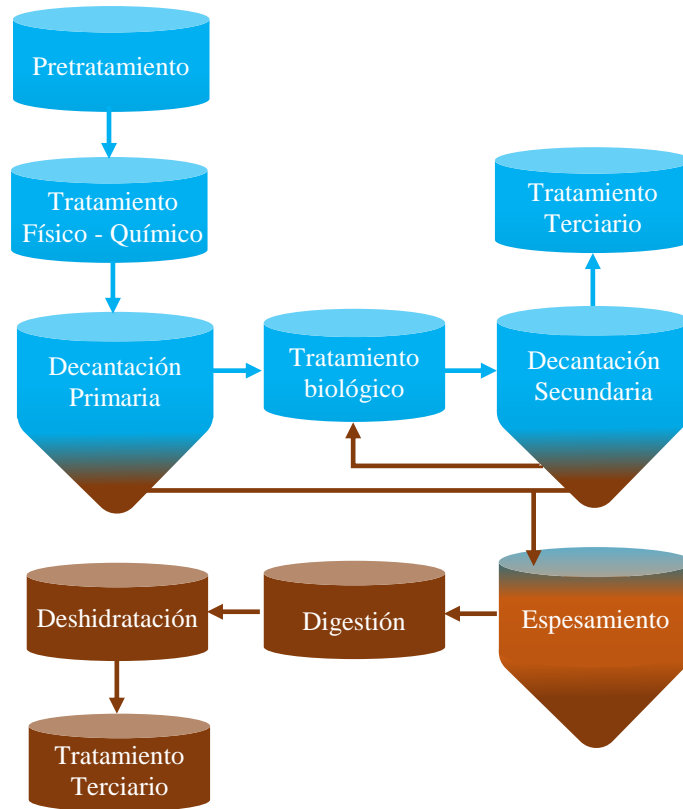 Pretratamiento
Tratamiento
Físico - Químico
Tratamiento
Terciario
Decantación
Primaria
Tratamiento
biológico
Decantación
Secundaria
Deshidratación
Digestión
Espesamiento
Tratamiento
Terciario